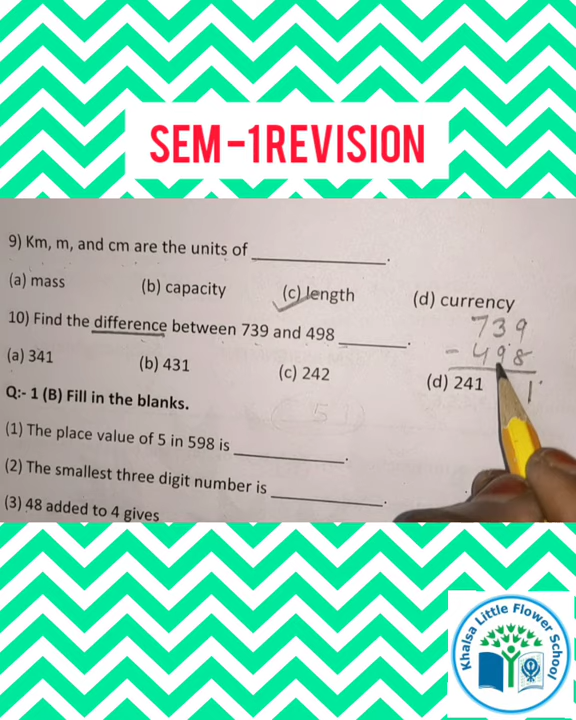 SEM-1 REVISION
9) Km, m, and cm are the units of ____________.
(a) mass (b) capacity (c) length (d) currency
10) Find the difference between 739 and 498 ________.
(a) 341 (b) 431 (c) 242 (d) 241
739
- 498
1
Q:- 1 (B) Fill in the blanks.
(1) The place value of 5 in 598 is ____________.
(2) The smallest three digit number is ____________.
(3) 48 added to 4 gives
Khalsa Little Flower School